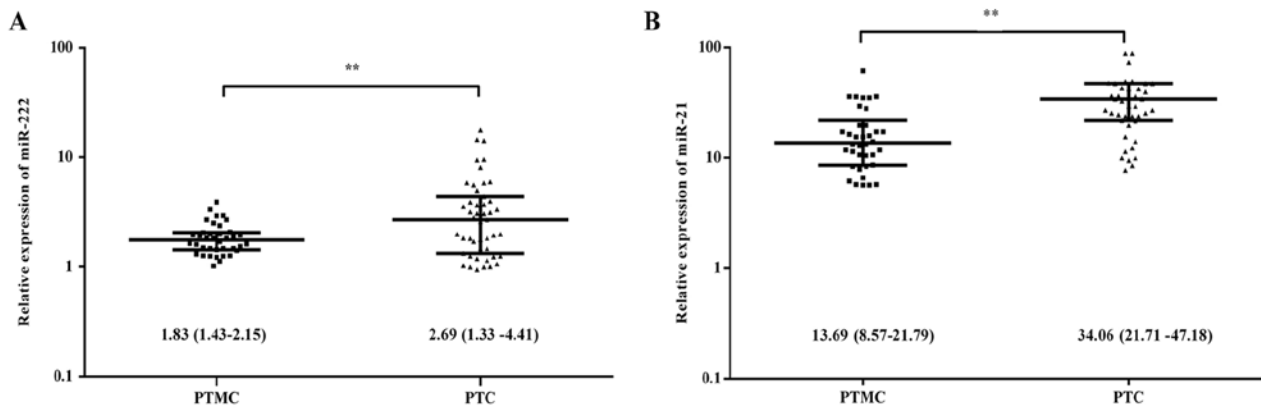 A
**
Relative expression of miR-222
100
10
1
0.1
1.83 (1.43-2.15)
2.69 (1.33 -4.41)
PTMC
PTC
B
**
Relative expression of miR-21
100
10
1
0.1
13.69 (8.57-21.79)
34.06 (21.71 -47.18)
PTMC
PTC